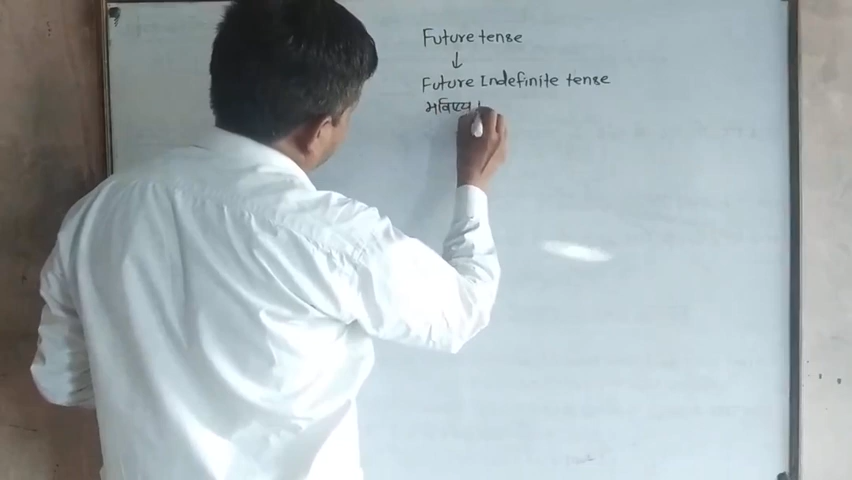 Future tense
↓
Future Indefinite tense
भविष्य